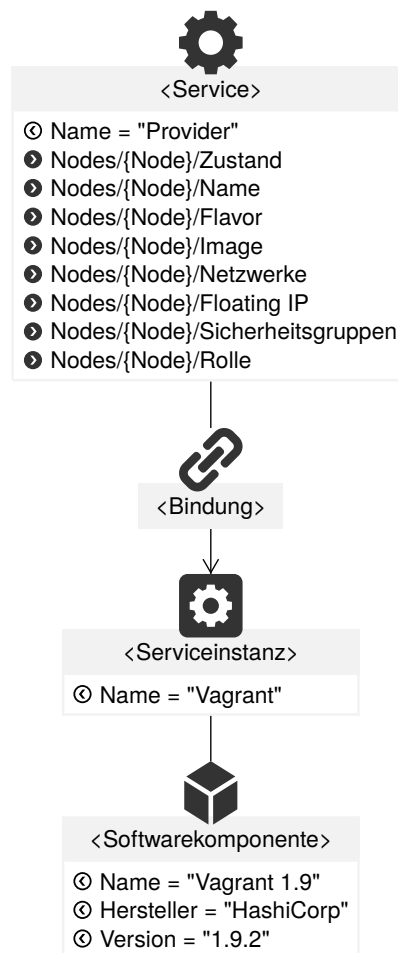 <Service>
Name = "Provider"
Nodes/{Node}/Zustand
Nodes/{Node}/Name
Nodes/{Node}/Flavor
Nodes/{Node}/Image
Nodes/{Node}/Netzwerke
Nodes/{Node}/Floating IP
Nodes/{Node}/Sicherheitsgruppen
Nodes/{Node}/Rolle
<Bindung>
<Serviceinstanz>
Name = "Vagrant"
<Softwarekomponente>
Name = "Vagrant 1.9"
Hersteller = "HashiCorp"
Version = "1.9.2"